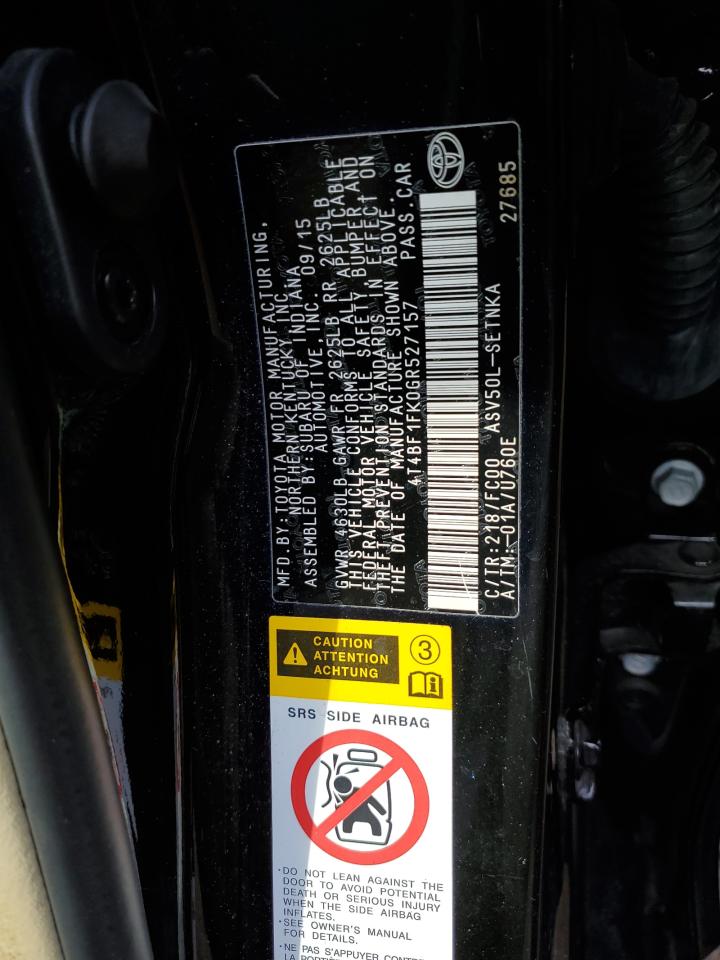 MFD.BY: TOYOTA MOTOR MANUFACTURING,
NORTHERN KENTUCKY, INC.
ASSEMBLED BY: SUBARU OF INDIANA
AUTOMOTIVE, INC. 09/15
GVWR 4630LB GAWR FR 2625LB RR 2625LB
THIS VEHICLE CONFORMS TO ALL APPLICABLE
FEDERAL MOTOR VEHICLE SAFETY, BUMPER AND
THEFT PREVENTION STANDARDS IN EFFECT ON
THE DATE OF MANUFACTURE SHOWN ABOVE.
4T4BF1FK0GR527157 PASS.CAR
C/TR:218/FC00 ASV50L-SETNKA
A/TM:-01A/U760E 27685
CAUTION
ATTENTION
ACHTUNG
3
SRS SIDE AIRBAG
·DO NOT LEAN AGAINST THE
DOOR TO AVOID POTENTIAL
DEATH OR SERIOUS INJURY
WHEN THE SIDE AIRBAG
INFLATES.
·SEE OWNER'S MANUAL
FOR DETAILS.
·NE PAS S'APPUYER CONTRE